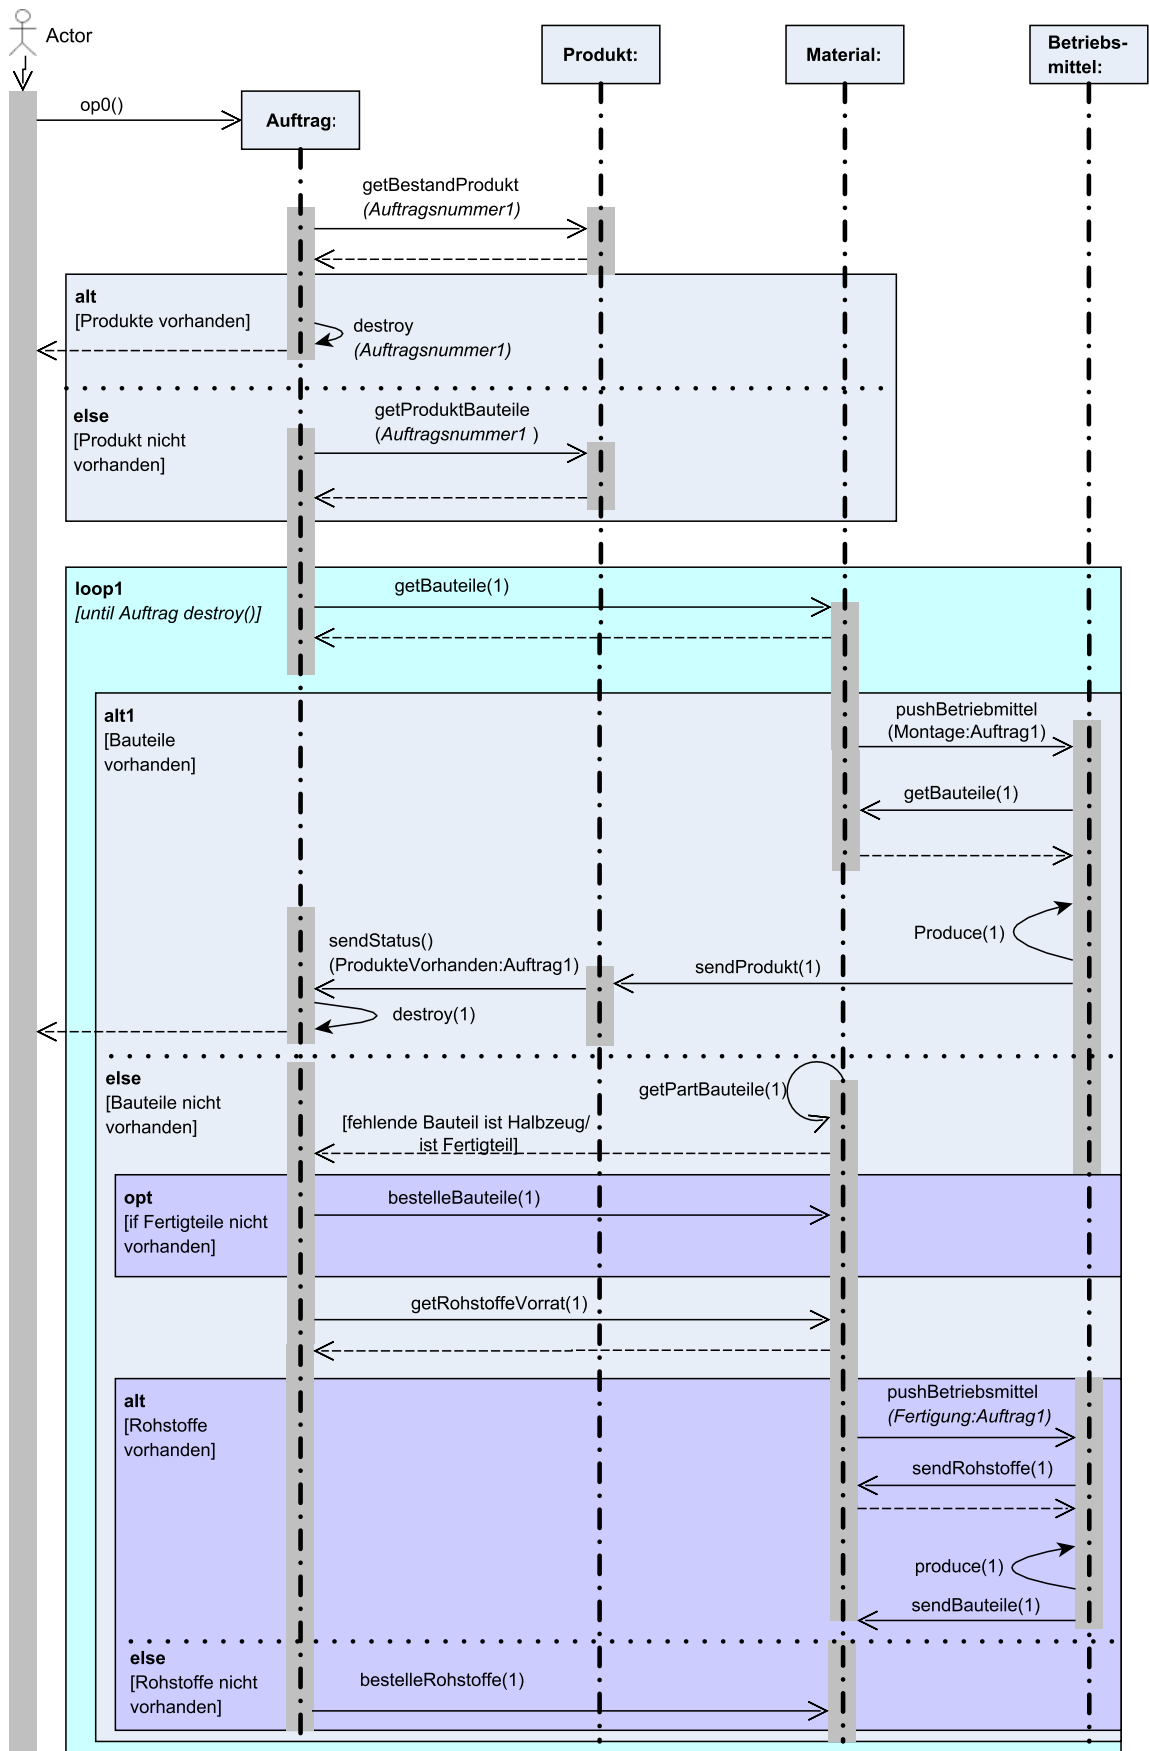 Actor
Produkt:
Material:
Betriebs-
mittel:
op0()
Auftrag:
getBestandProdukt
(Auftragsnummer1)
alt
[Produkte vorhanden]
destroy
(Auftragsnummer1)
else
[Produkt nicht
vorhanden]
getProduktBauteile
(Auftragsnummer1 )
loop1
[until Auftrag destroy()]
getBauteile(1)
alt1
[Bauteile
vorhanden]
pushBetriebmittel
(Montage:Auftrag1)
getBauteile(1)
Produce(1)
sendStatus()
(ProdukteVorhanden:Auftrag1)
sendProdukt(1)
destroy(1)
else
[Bauteile nicht
vorhanden]
getPartBauteile(1)
[fehlende Bauteil ist Halbzeug/
ist Fertigteil]
opt
[if Fertigteile nicht
vorhanden]
bestelleBauteile(1)
getRohstoffeVorrat(1)
alt
[Rohstoffe
vorhanden]
pushBetriebsmittel
(Fertigung:Auftrag1)
sendRohstoffe(1)
produce(1)
sendBauteile(1)
else
[Rohstoffe nicht
vorhanden]
bestelleRohstoffe(1)